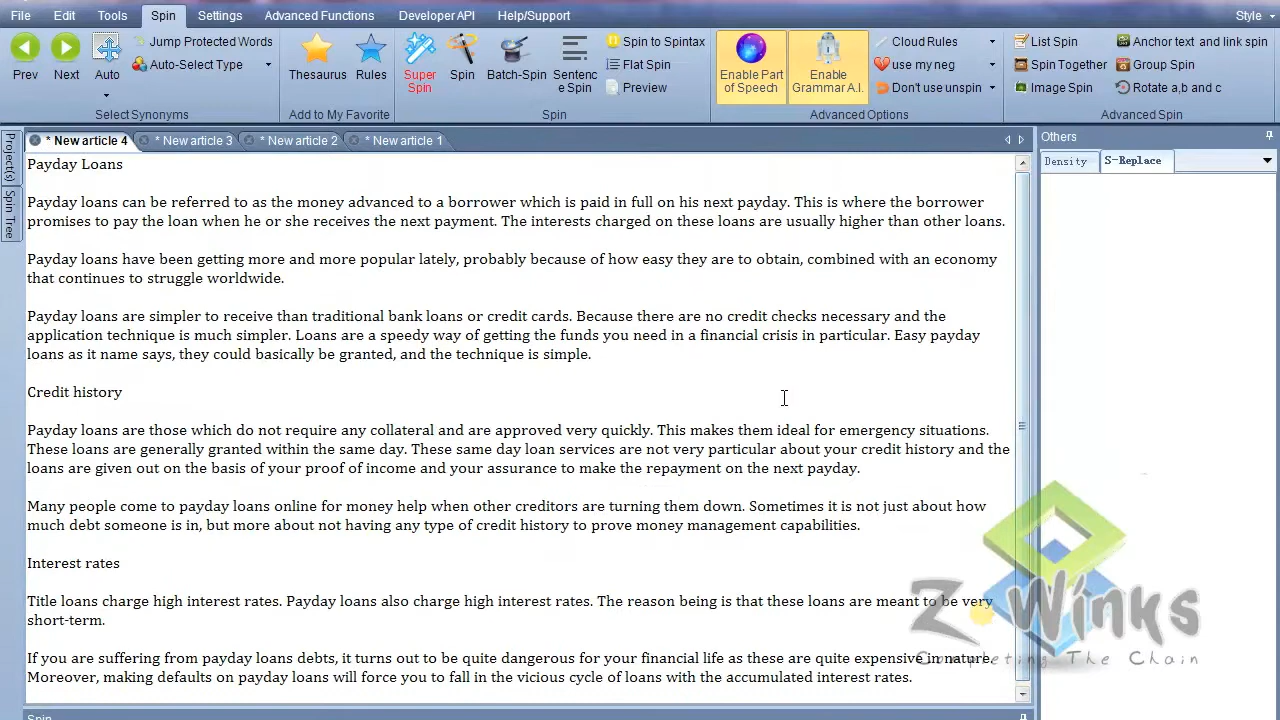 File Edit Tools Spin Settings Advanced Functions Developer API Help/Support Style
Prev Next Auto Jump Protected Words
Auto-Select Type
Select Synonyms
Thesaurus Rules
Add to My Favorite
Super Spin Spin Batch-Spin Sentenc e Spin
Spin to Spintax
Flat Spin
Preview
Spin
Enable Part of Speech
Enable Grammar A.I.
Cloud Rules
use my neg
Don't use unspin
Advanced Options
List Spin Anchor text and link spin
Spin Together Group Spin
Image Spin Rotate a,b and c
Advanced Spin
Project(s)
Spin Tree
* New article 4 * New article 3 * New article 2 * New article 1
Others
Density S-Replace
Payday Loans
Payday loans can be referred to as the money advanced to a borrower which is paid in full on his next payday. This is where the borrower
promises to pay the loan when he or she receives the next payment. The interests charged on these loans are usually higher than other loans.
Payday loans have been getting more and more popular lately, probably because of how easy they are to obtain, combined with an economy
that continues to struggle worldwide.
Payday loans are simpler to receive than traditional bank loans or credit cards. Because there are no credit checks necessary and the
application technique is much simpler. Loans are a speedy way of getting the funds you need in a financial crisis in particular. Easy payday
loans as it name says, they could basically be granted, and the technique is simple.
Credit history
Payday loans are those which do not require any collateral and are approved very quickly. This makes them ideal for emergency situations.
These loans are generally granted within the same day. These same day loan services are not very particular about your credit history and the
loans are given out on the basis of your proof of income and your assurance to make the repayment on the next payday.
Many people come to payday loans online for money help when other creditors are turning them down. Sometimes it is not just about how
much debt someone is in, but more about not having any type of credit history to prove money management capabilities.
Interest rates
Title loans charge high interest rates. Payday loans also charge high interest rates. The reason being is that these loans are meant to be very
short-term.
If you are suffering from payday loans debts, it turns out to be quite dangerous for your financial life as these are quite expensive in nature.
Moreover, making defaults on payday loans will force you to fall in the vicious cycle of loans with the accumulated interest rates.
Z Winks
Completing The Chain
Spin